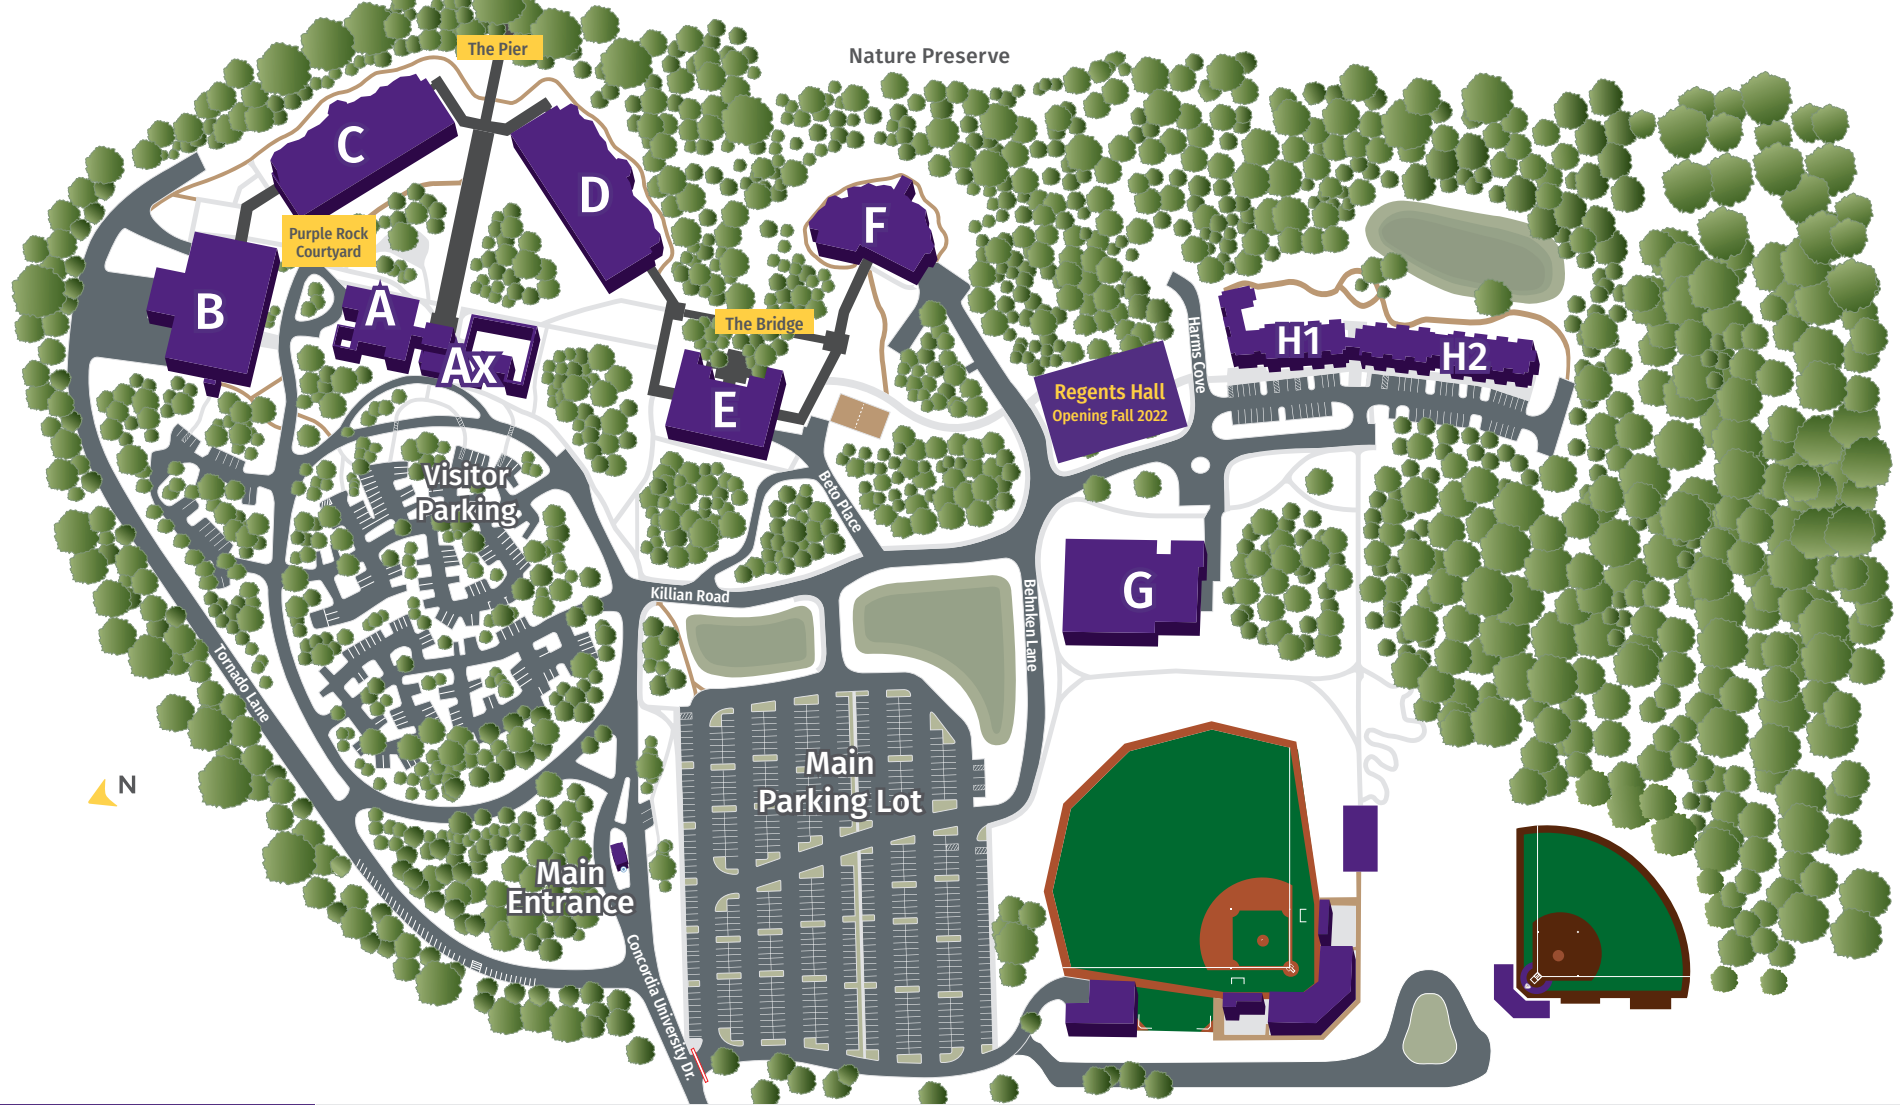 The Pier
Nature Preserve
C
D
F
Purple Rock
Courtyard
B
A
Ax
The Bridge
E
Harms Cove
H1
H2
Regents Hall
Opening Fall 2022
Visitor
Parking
Beto Place
Killian Road
Behnken Lane
G
Tornado Lane
Main
Parking Lot
N
Main
Entrance
Concordia University Dr.